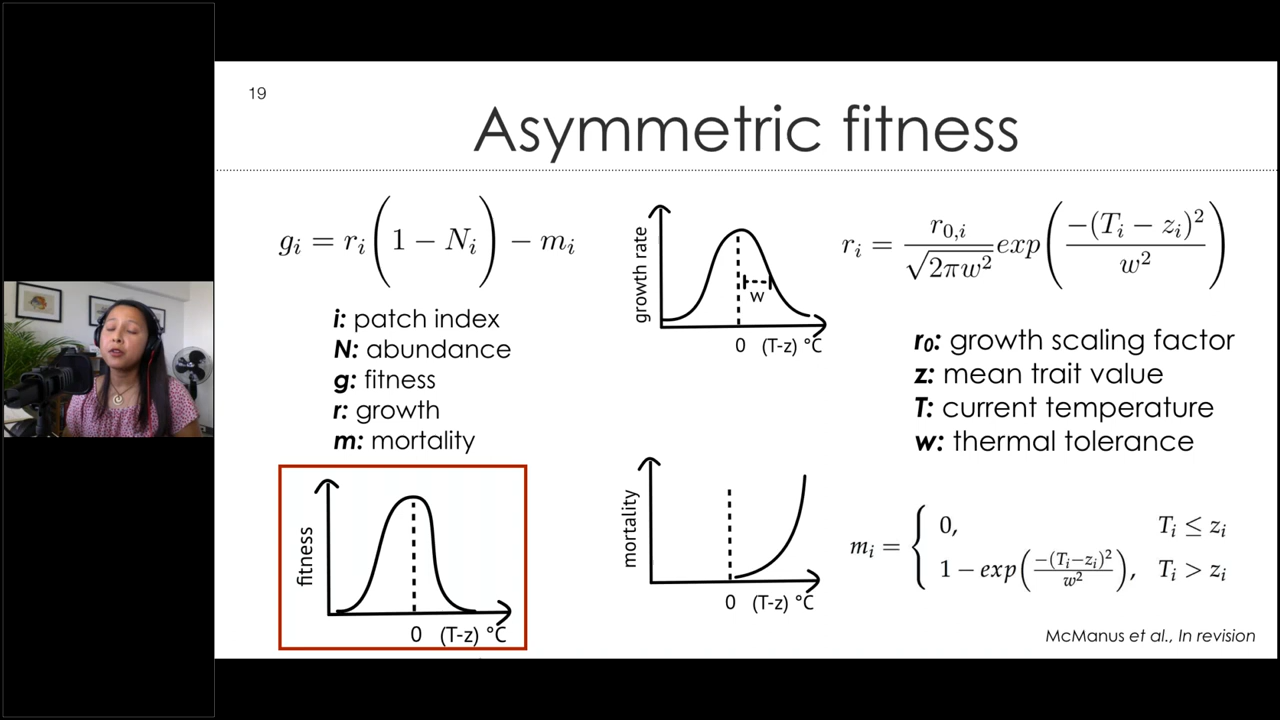 19
Asymmetric fitness
g_i = r_i(1 − N_i) − m_i
i: patch index
N: abundance
g: fitness
r: growth
m: mortality
fitness
0 (T-z) °C
growth rate
w
0 (T-z) °C
mortality
0 (T-z) °C
r_i = r_{0,i}/√(2πw²) exp(−(T_i − z_i)²/w²)
r₀: growth scaling factor
z: mean trait value
T: current temperature
w: thermal tolerance
m_i = { 0, T_i ≤ z_i
1 − exp(−(T_i−z_i)²/w²), T_i > z_i
McManus et al., In revision